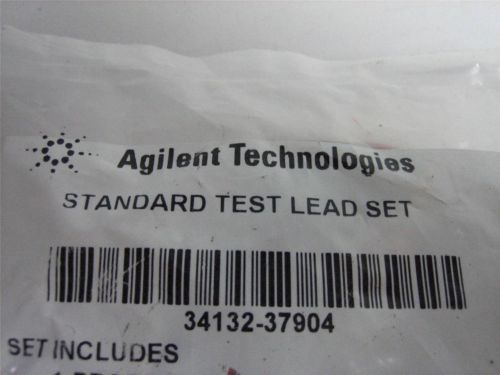 Agilent Technologies
STANDARD TEST LEAD SET
34132-37904
SET INCLUDES